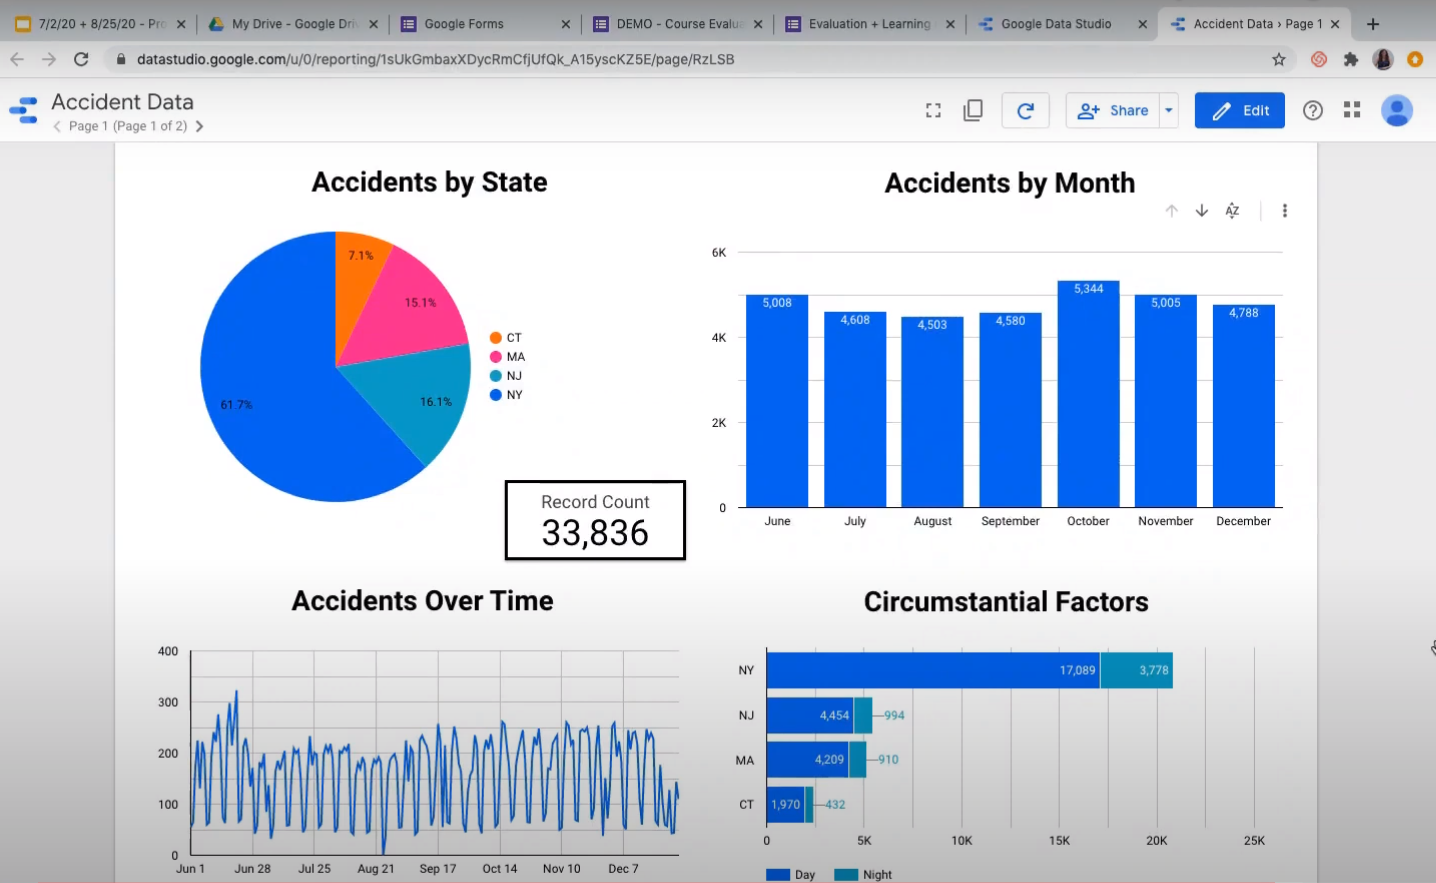 7/2/20 + 8/25/20 - Pro
My Drive - Google Driv
Google Forms
DEMO - Course Evalua
Evaluation + Learning
Google Data Studio
Accident Data › Page 1
datastudio.google.com/u/0/reporting/1sUkGmbaxXDycRmCfjUfQk_A15yscKZ5E/page/RzLSB
Accident Data
Page 1 (Page 1 of 2)
Share
Edit
Accidents by State
7.1%
15.1%
16.1%
61.7%
CT
MA
NJ
NY
Record Count
33,836
Accidents by Month
AZ
6K
4K
2K
0
5,008
4,608
4,503
4,580
5,344
5,005
4,788
June July August September October November December
Accidents Over Time
400
300
200
100
0
Jun 1 Jun 28 Jul 25 Aug 21 Sep 17 Oct 14 Nov 10 Dec 7
Circumstantial Factors
NY 17,089 3,778
NJ 4,454 994
MA 4,209 910
CT 1,970 432
0 5K 10K 15K 20K 25K
Day Night